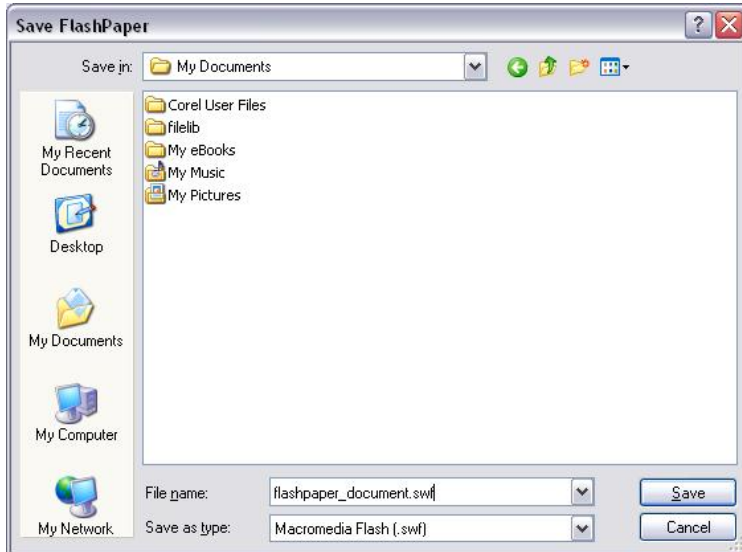 Save FlashPaper
Save in: My Documents
My Recent
Documents
Desktop
My Documents
My Computer
My Network
Corel User Files
filelib
My eBooks
My Music
My Pictures
File name: flashpaper_document.swf Save
Save as type: Macromedia Flash (.swf) Cancel